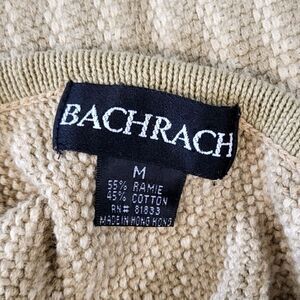 BACHRACH
M
55% RAMIE
45% COTTON
RN# 81833
MADE IN HONG KONG